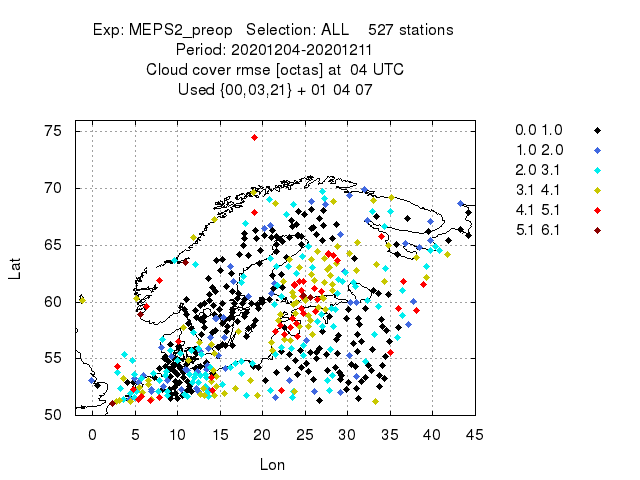 Exp: MEPS2_preop   Selection: ALL    527 stations
Period: 20201204-20201211
Cloud cover rmse [octas] at  04 UTC
Used {00,03,21} + 01 04 07
75
70
65
60
55
50
Lat
0 5 10 15 20 25 30 35 40 45
Lon
0.0 1.0
1.0 2.0
2.0 3.1
3.1 4.1
4.1 5.1
5.1 6.1